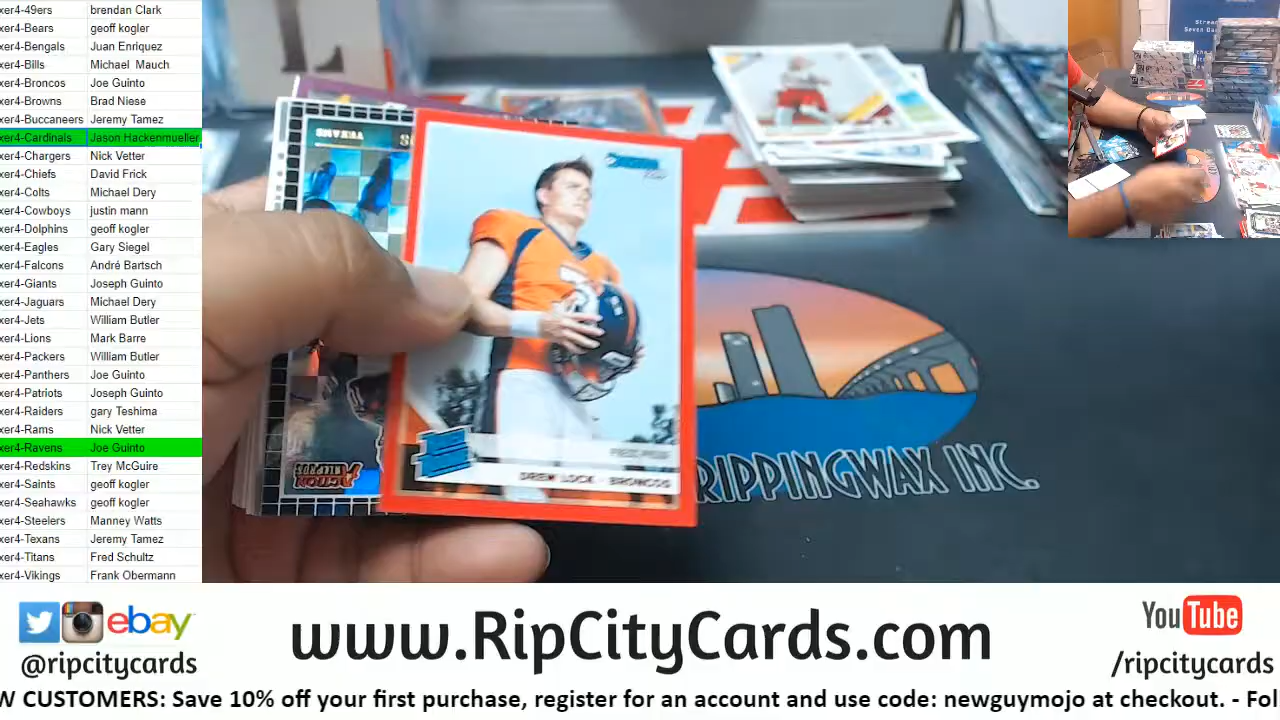 xer4-49ers brendan Clark
xer4-Bears geoff kogler
xer4-Bengals Juan Enriquez
xer4-Bills Michael Mauch
xer4-Broncos Joe Guinto
xer4-Browns Brad Niese
xer4-Buccaneers Jeremy Tamez
xer4-Cardinals Jason Hackenmueller
xer4-Chargers Nick Vetter
xer4-Chiefs David Frick
xer4-Colts Michael Dery
xer4-Cowboys justin mann
xer4-Dolphins geoff kogler
xer4-Eagles Gary Siegel
xer4-Falcons André Bartsch
xer4-Giants Joseph Guinto
xer4-Jaguars Michael Dery
xer4-Jets William Butler
xer4-Lions Mark Barre
xer4-Packers William Butler
xer4-Panthers Joe Guinto
xer4-Patriots Joseph Guinto
xer4-Raiders gary Teshima
xer4-Rams Nick Vetter
xer4-Ravens Joe Guinto
xer4-Redskins Trey McGuire
xer4-Saints geoff kogler
xer4-Seahawks geoff kogler
xer4-Steelers Manney Watts
xer4-Texans Jeremy Tamez
xer4-Titans Fred Schultz
xer4-Vikings Frank Obermann
TEXANS
DREW LOCK - BRONCOS
RIPPINGWAX INC.
ebay
@ripcitycards
www.RipCityCards.com
YouTube
/ripcitycards
W CUSTOMERS: Save 10% off your first purchase, register for an account and use code: newguymojo at checkout. - Fol